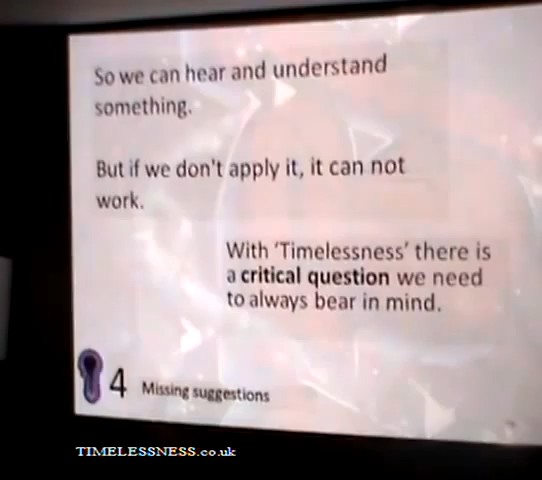 So we can hear and understand
something.
But if we don't apply it, it can not
work.
With 'Timelessness' there is
a critical question we need
to always bear in mind.
4 Missing suggestions
TIMELESSNESS.co.uk